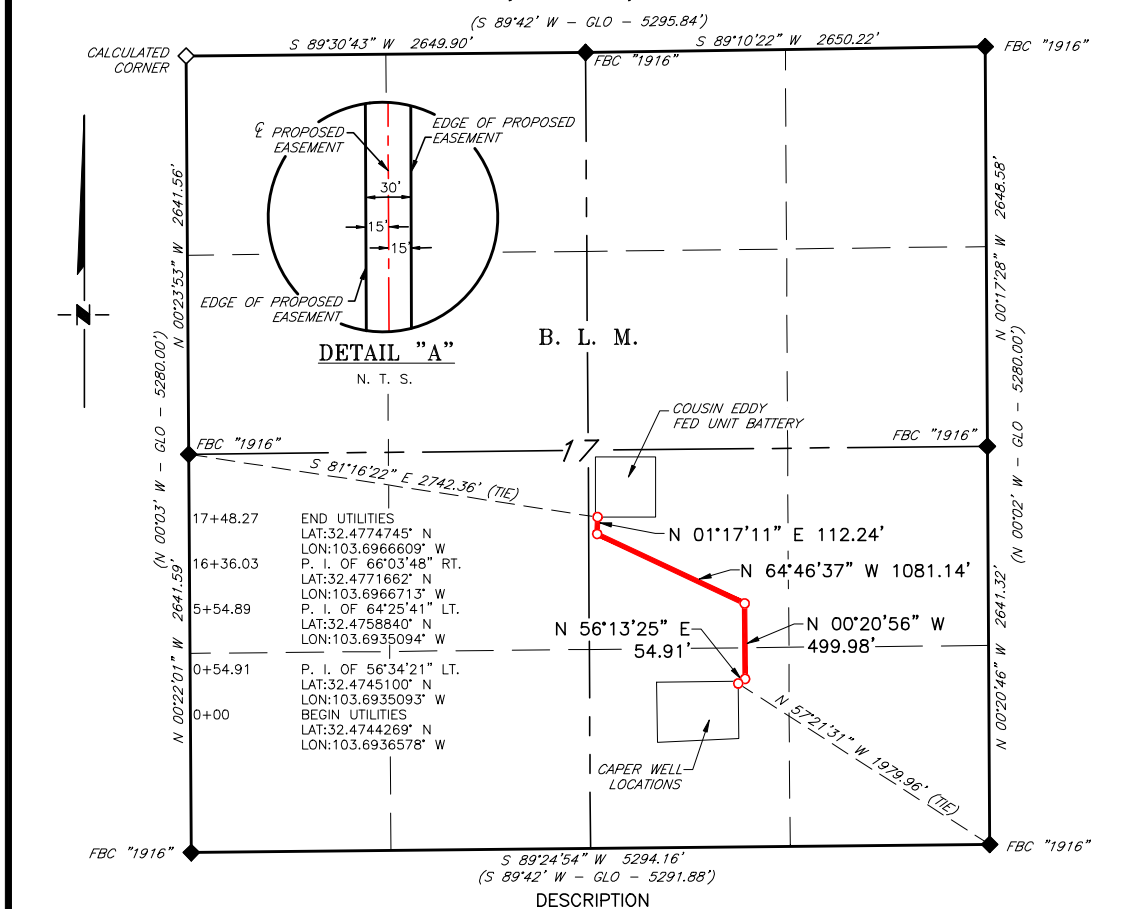 (S 89°42' W - GLO - 5295.84')
S 89°30'43" W 2649.90'
S 89°10'22" W 2650.22'
CALCULATED
CORNER
FBC "1916"
FBC "1916"
℄ PROPOSED
EASEMENT
EDGE OF PROPOSED
EASEMENT
30'
15'
15'
EDGE OF PROPOSED
EASEMENT
DETAIL "A"
N. T. S.
N
N 00°23'53" W 2641.56'
(N 00°03' W - GLO - 5280.00')
N 00°22'01" W 2641.59'
N 00°17'28" W 2648.58'
(N 00°02' W - GLO - 5280.00')
N 00°20'46" W 2641.32'
B. L. M.
COUSIN EDDY
FED UNIT BATTERY
FBC "1916"
17
FBC "1916"
S 81°16'22" E 2742.36' (TIE)
17+48.27 END UTILITIES
LAT:32.4774745° N
LON:103.6966609° W
16+36.03 P. I. OF 66°03'48" RT.
LAT:32.4771662° N
LON:103.6966713° W
5+54.89 P. I. OF 64°25'41" LT.
LAT:32.4758840° N
LON:103.6935094° W
0+54.91 P. I. OF 56°34'21" LT.
LAT:32.4745100° N
LON:103.6935093° W
0+00 BEGIN UTILITIES
LAT:32.4744269° N
LON:103.6936578° W
N 01°17'11" E 112.24'
N 64°46'37" W 1081.14'
N 56°13'25" E
54.91'
N 00°20'56" W
499.98'
N 57°21'31" W 1979.96' (TIE)
CAPER WELL
LOCATIONS
FBC "1916"
FBC "1916"
S 89°24'54" W 5294.16'
(S 89°42' W - GLO - 5291.88')
DESCRIPTION